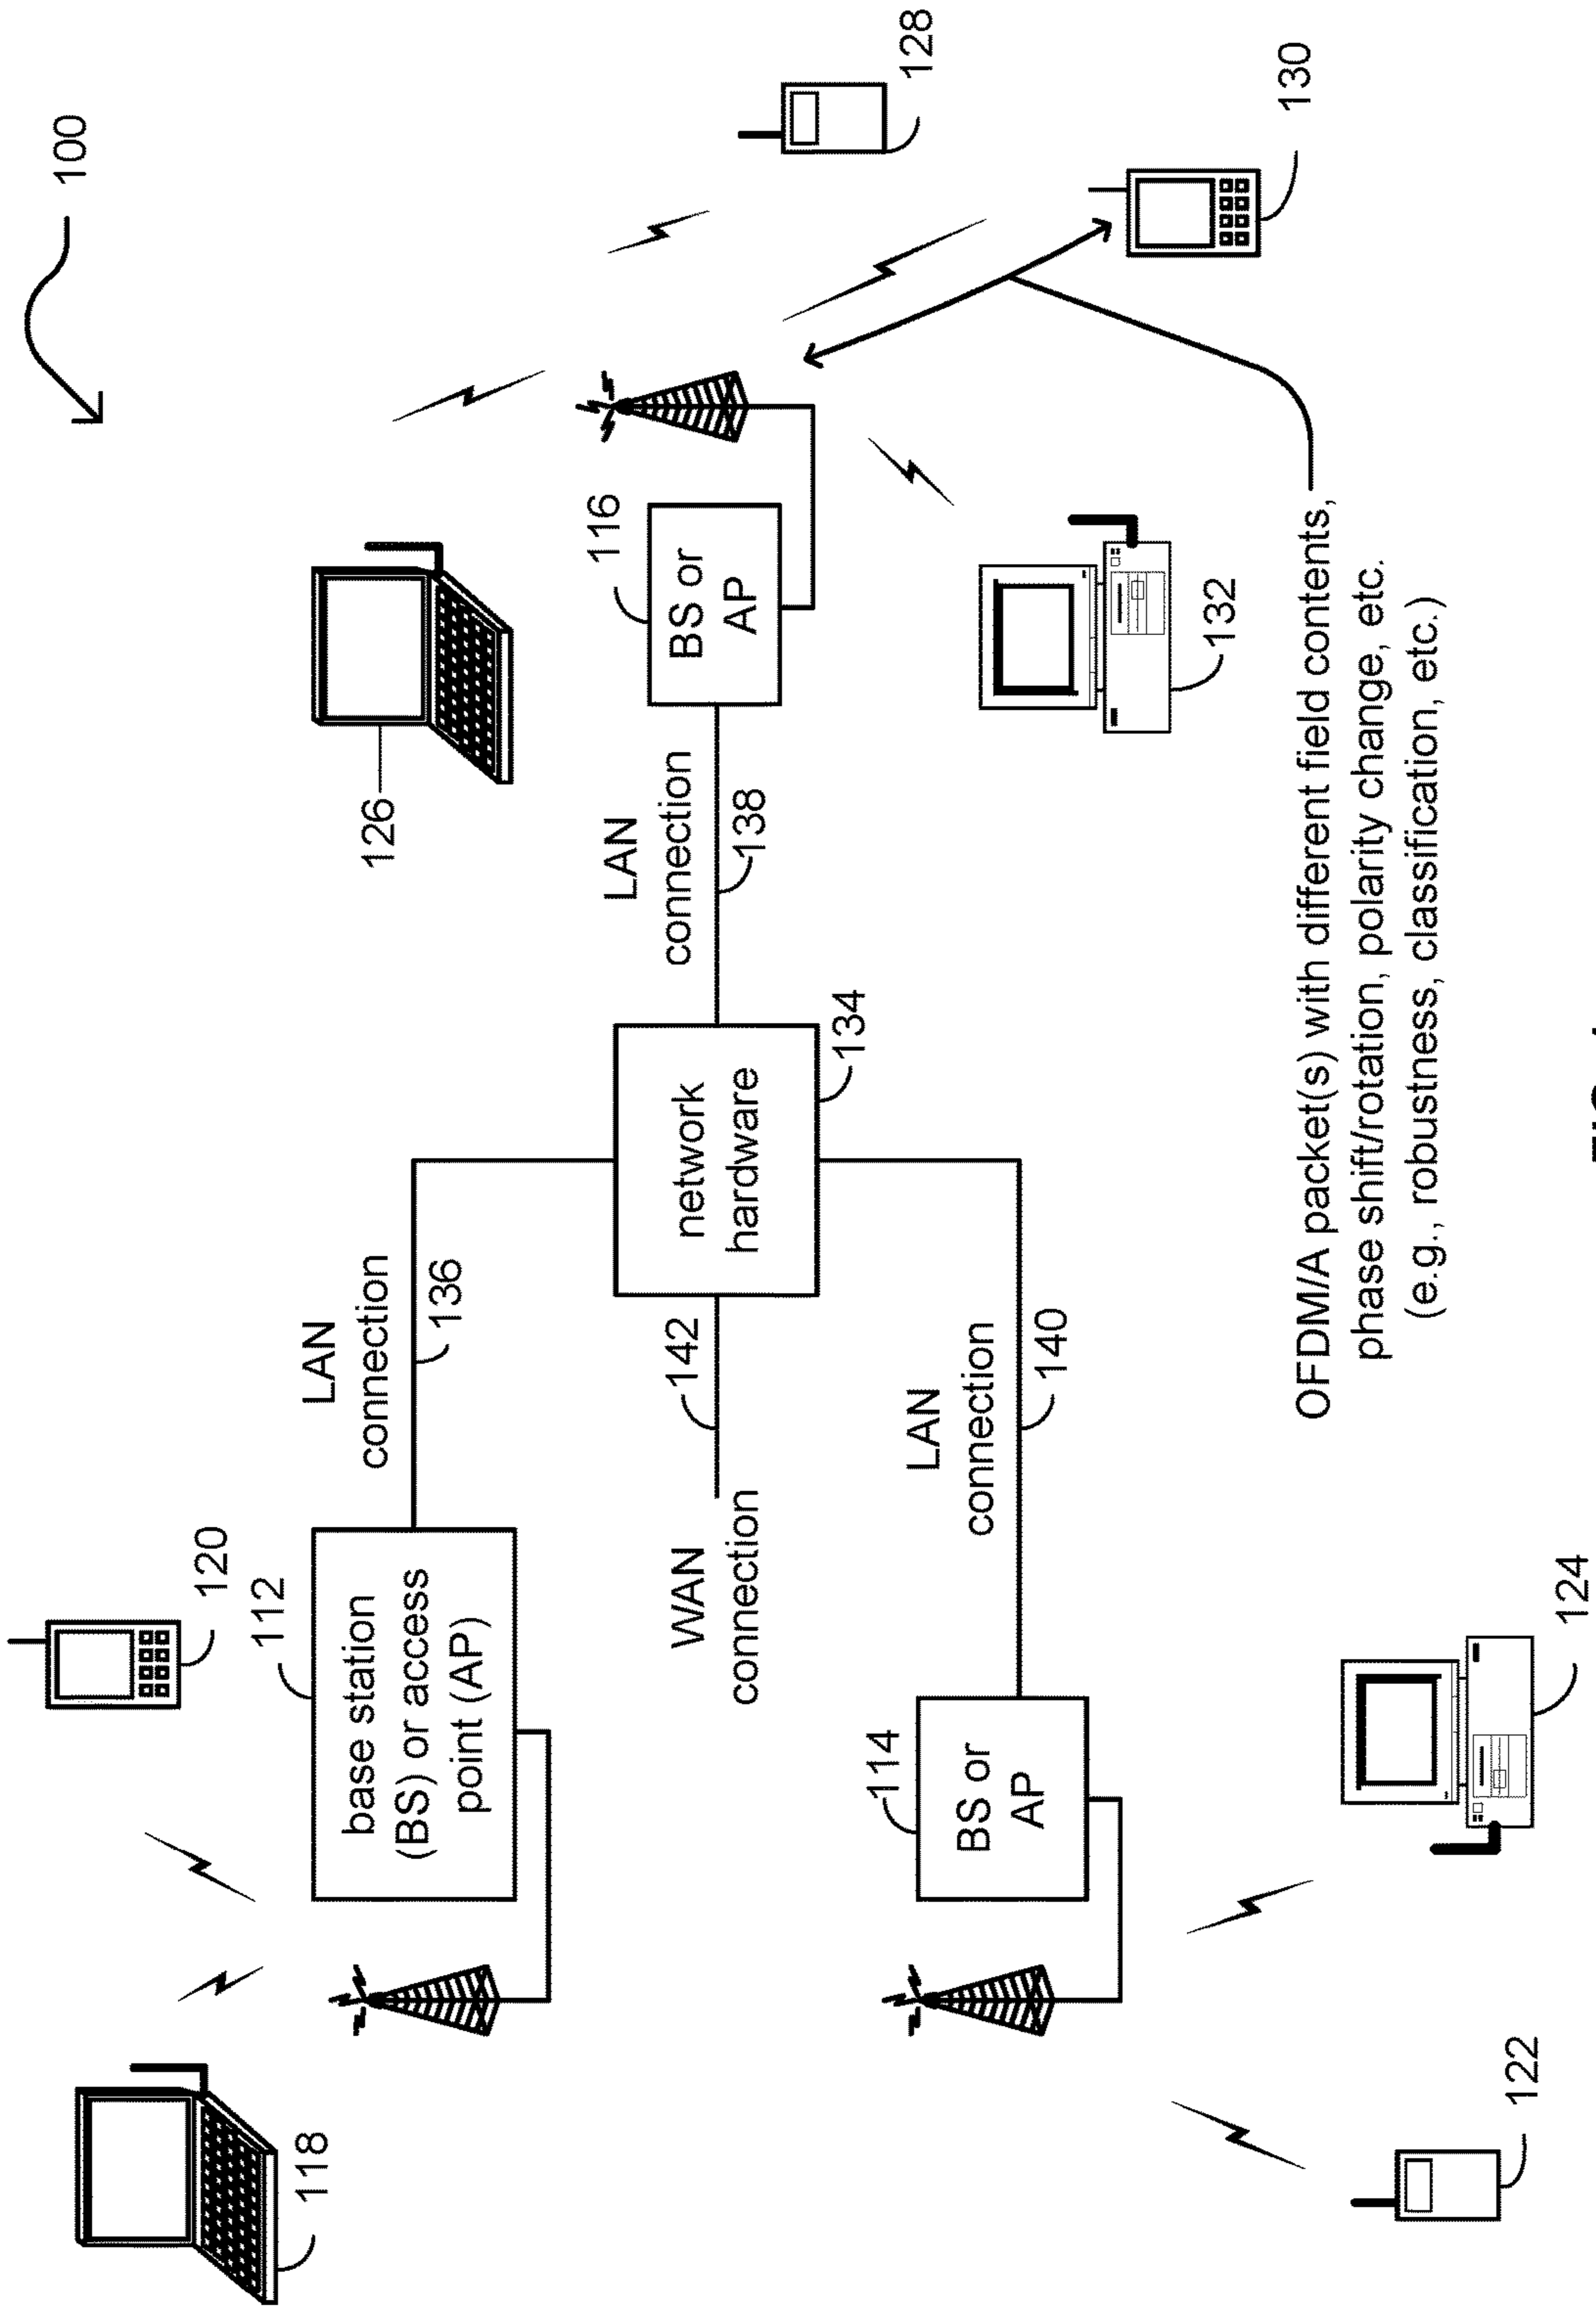 100
118
120
base station
(BS) or access
point (AP)
112
LAN
connection
136
126
BS or
AP
116
LAN
connection
138
128
WAN
connection
142
network
hardware
134
130
BS or
AP
114
LAN
connection
140
132
122
124
OFDM/A packet(s) with different field contents,
phase shift/rotation, polarity change, etc.
(e.g., robustness, classification, etc.)